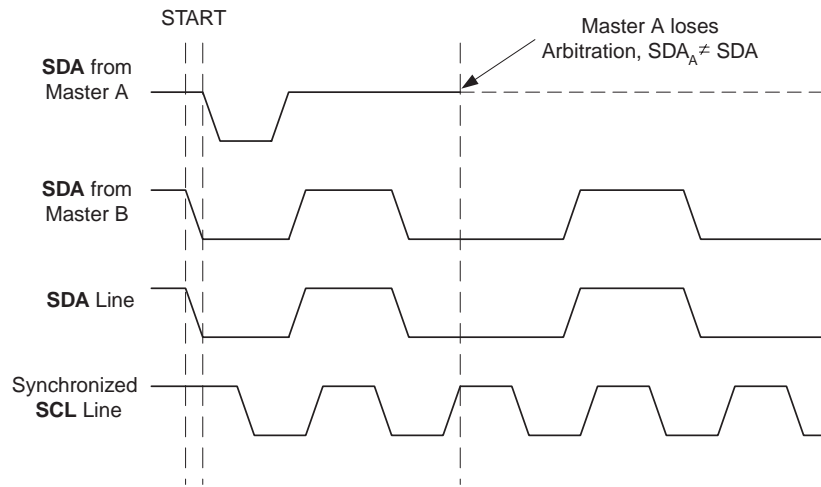 START
Master A loses
Arbitration, SDA_A ≠ SDA
SDA from
Master A
SDA from
Master B
SDA Line
Synchronized
SCL Line